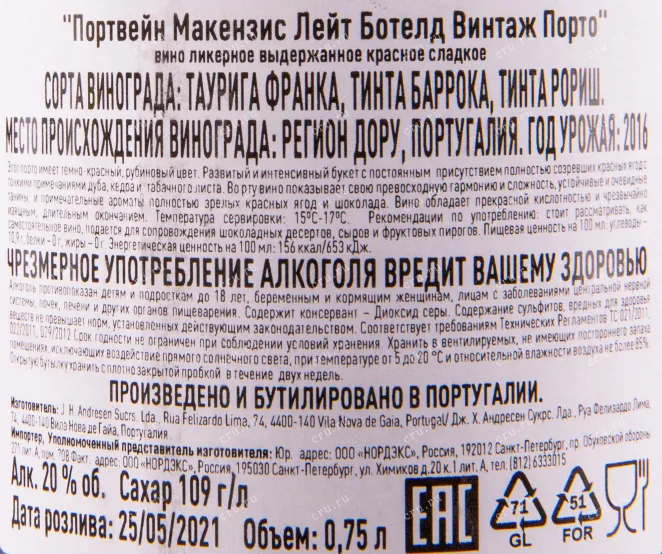 "Портвейн Макензис Лейт Ботелд Винтаж Порто"
вино ликерное выдержанное красное сладкое
СОРТА ВИНОГРАДА: ТАУРИГА ФРАНКА, ТИНТА БАРРОКА, ТИНТА РОРИШ.
МЕСТО ПРОИСХОЖДЕНИЯ ВИНОГРАДА: РЕГИОН ДОРУ, ПОРТУГАЛИЯ. ГОД УРОЖАЯ: 2016
Этот порто имеет темно-красный, рубиновый цвет. Развитый и интенсивный букет с постоянным присутствием полностью созревших красных ягод с
тонкими примечаниями дуба, кедра и табачного листа. Во рту вино показывает свою превосходную гармонию и сложность, устойчивые и очевидные
танины, и примечательные ароматы полностью зрелых красных ягод и шоколада. Вино обладает прекрасной кислотностью и чрезвычайно
изящным, длительным окончанием. Температура сервировки: 15°С-17°С. Рекомендации по употреблению: стоит рассматривать, как
самостоятельное вино, подается для сопровождения шоколадных десертов, сыров и фруктовых пирогов. Пищевая ценность на 100 мл: углеводы –
10,9 г, белки – 0 г, жиры – 0 г. Энергетическая ценность на 100 мл: 156 ккал/653 кДж.
ЧРЕЗМЕРНОЕ УПОТРЕБЛЕНИЕ АЛКОГОЛЯ ВРЕДИТ ВАШЕМУ ЗДОРОВЬЮ
Алкоголь противопоказан детям и подросткам до 18 лет, беременным и кормящим женщинам, лицам с заболеваниями центральной нервной
системы, почек, печени и других органов пищеварения. Содержит консервант – Диоксид серы. Содержание сульфитов, вредных для здоровья
веществ не превышает норм, установленных действующим законодательством. Соответствует требованиям Технических Регламентов ТС 021/2011,
022/2011, 029/2012 Срок годности не ограничен при соблюдении условий хранения. Хранить в вентилируемых, не имеющих постороннего запаха
помещениях, исключающих воздействие прямого солнечного света, при температуре от 5 до 20 °С и относительной влажности воздуха не более 85%.
Открытую бутылку хранить с плотно закрытой пробкой в течение двух недель.
ПРОИЗВЕДЕНО И БУТИЛИРОВАНО В ПОРТУГАЛИИ.
Изготовитель: J. H. Andresen Sucrs. Lda., Rua Felizardo Lima, 74, 4400-140 Vila Nova de Gaia, Portugal/ Дж. Х. Андресен Сукрс. Лда., Руа Фелизардо Лима,
74, 4400-140 Вила Нова де Гайа, Португалия
Импортер, Уполномоченный представитель изготовителя: Юр. адрес: ООО «НОРДЭКС», Россия, 192012 Санкт-Петербург, пр. Обуховской обороны
271 лит.А, пом. 708 Факт. адрес: ООО «НОРДЭКС», Россия, 195030 Санкт-Петербург, ул. Химиков д.20 к.1 лит. А, тел. (812) 6333015
Алк. 20 % об. Сахар 109 г/л
Дата розлива: 25/05/2021 Объем: 0,75 л
EAC
71
GL
51
FOR
cru.ru